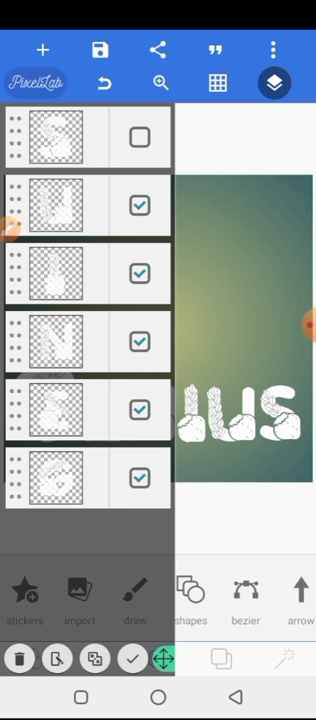 PixelLab
IUS
stickers
import
draw
shapes
bezier
arrow